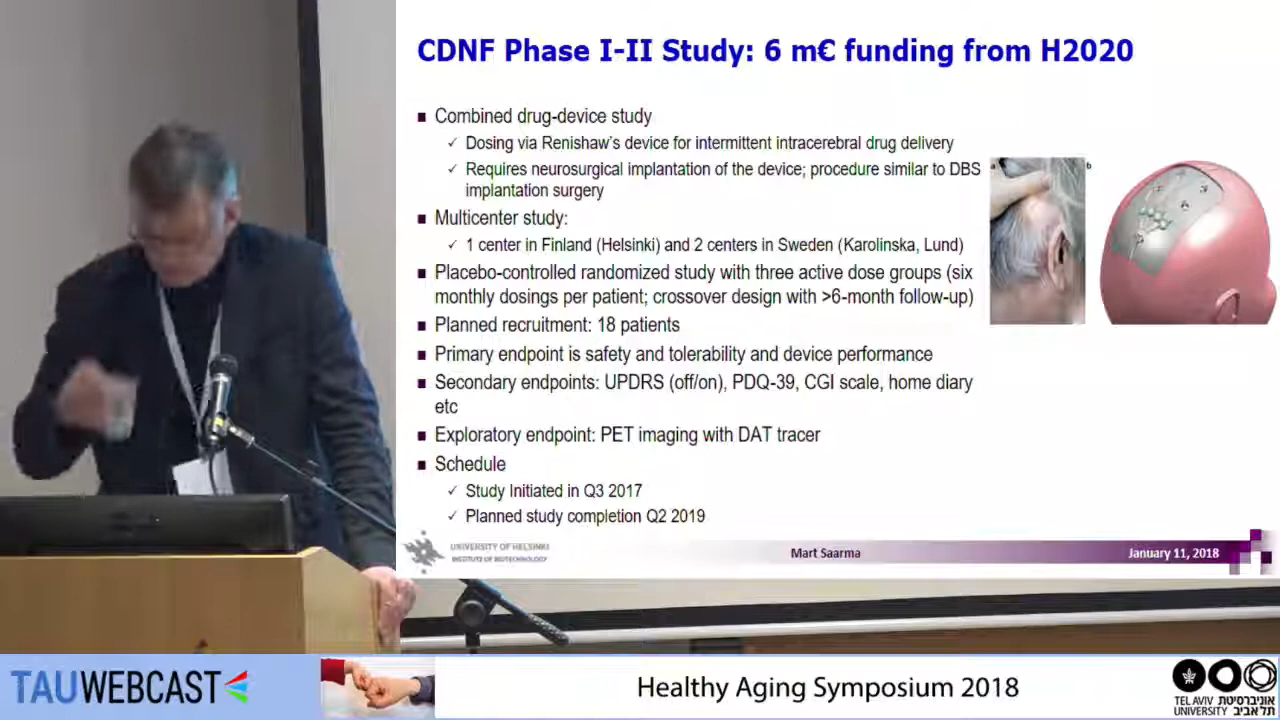 CDNF Phase I-II Study: 6 m€ funding from H2020
Combined drug-device study
Dosing via Renishaw's device for intermittent intracerebral drug delivery
Requires neurosurgical implantation of the device; procedure similar to DBS
implantation surgery
Multicenter study:
1 center in Finland (Helsinki) and 2 centers in Sweden (Karolinska, Lund)
Placebo-controlled randomized study with three active dose groups (six
monthly dosings per patient; crossover design with >6-month follow-up)
Planned recruitment: 18 patients
Primary endpoint is safety and tolerability and device performance
Secondary endpoints: UPDRS (off/on), PDQ-39, CGI scale, home diary
etc
Exploratory endpoint: PET imaging with DAT tracer
Schedule
Study Initiated in Q3 2017
Planned study completion Q2 2019
a
b
UNIVERSITY OF HELSINKI
INSTITUTE OF BIOTECHNOLOGY
Mart Saarma
January 11, 2018
TAUWEBCAST
Healthy Aging Symposium 2018
TEL AVIV אוניברסיטת
UNIVERSITY תל אביב